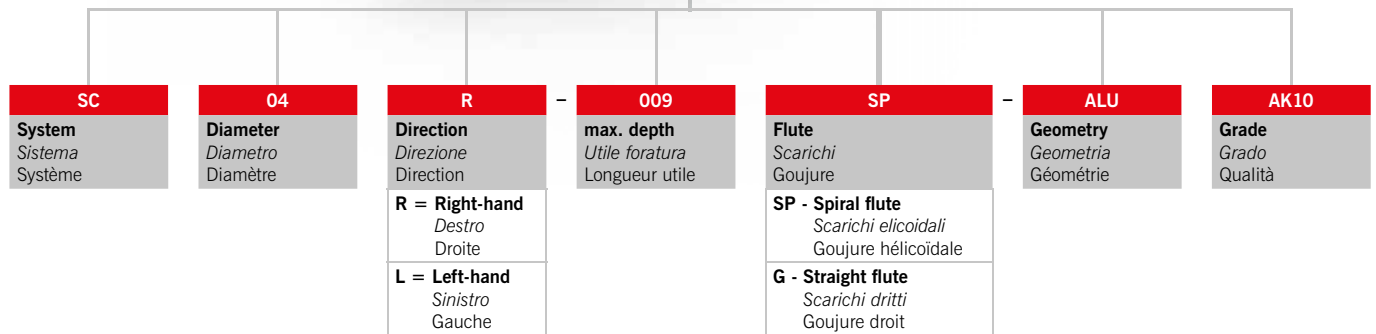 SC 04 R – 009 SP – ALU AK10
System
Sistema
Système
Diameter
Diametro
Diamètre
Direction
Direzione
Direction
max. depth
Utile foratura
Longueur utile
Flute
Scarichi
Goujure
Geometry
Geometria
Géométrie
Grade
Grado
Qualità
R = Right-hand
Destro
Droite
L = Left-hand
Sinistro
Gauche
SP - Spiral flute
Scarichi elicoidali
Goujure hélicoïdale
G - Straight flute
Scarichi dritti
Goujure droit